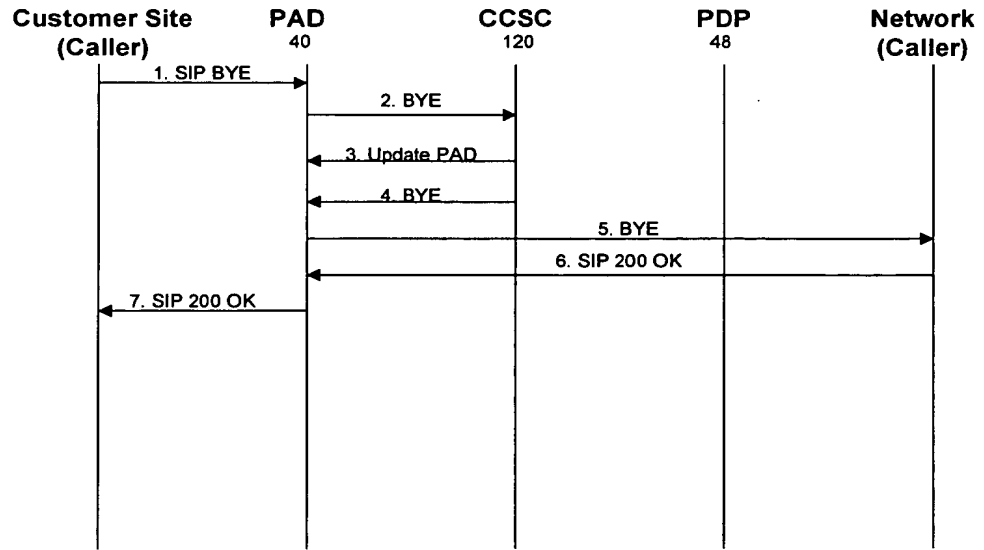 Customer Site PAD CCSC PDP Network
(Caller) 40 120 48 (Caller)
1. SIP BYE
2. BYE
3. Update PAD
4. BYE
5. BYE
6. SIP 200 OK
7. SIP 200 OK